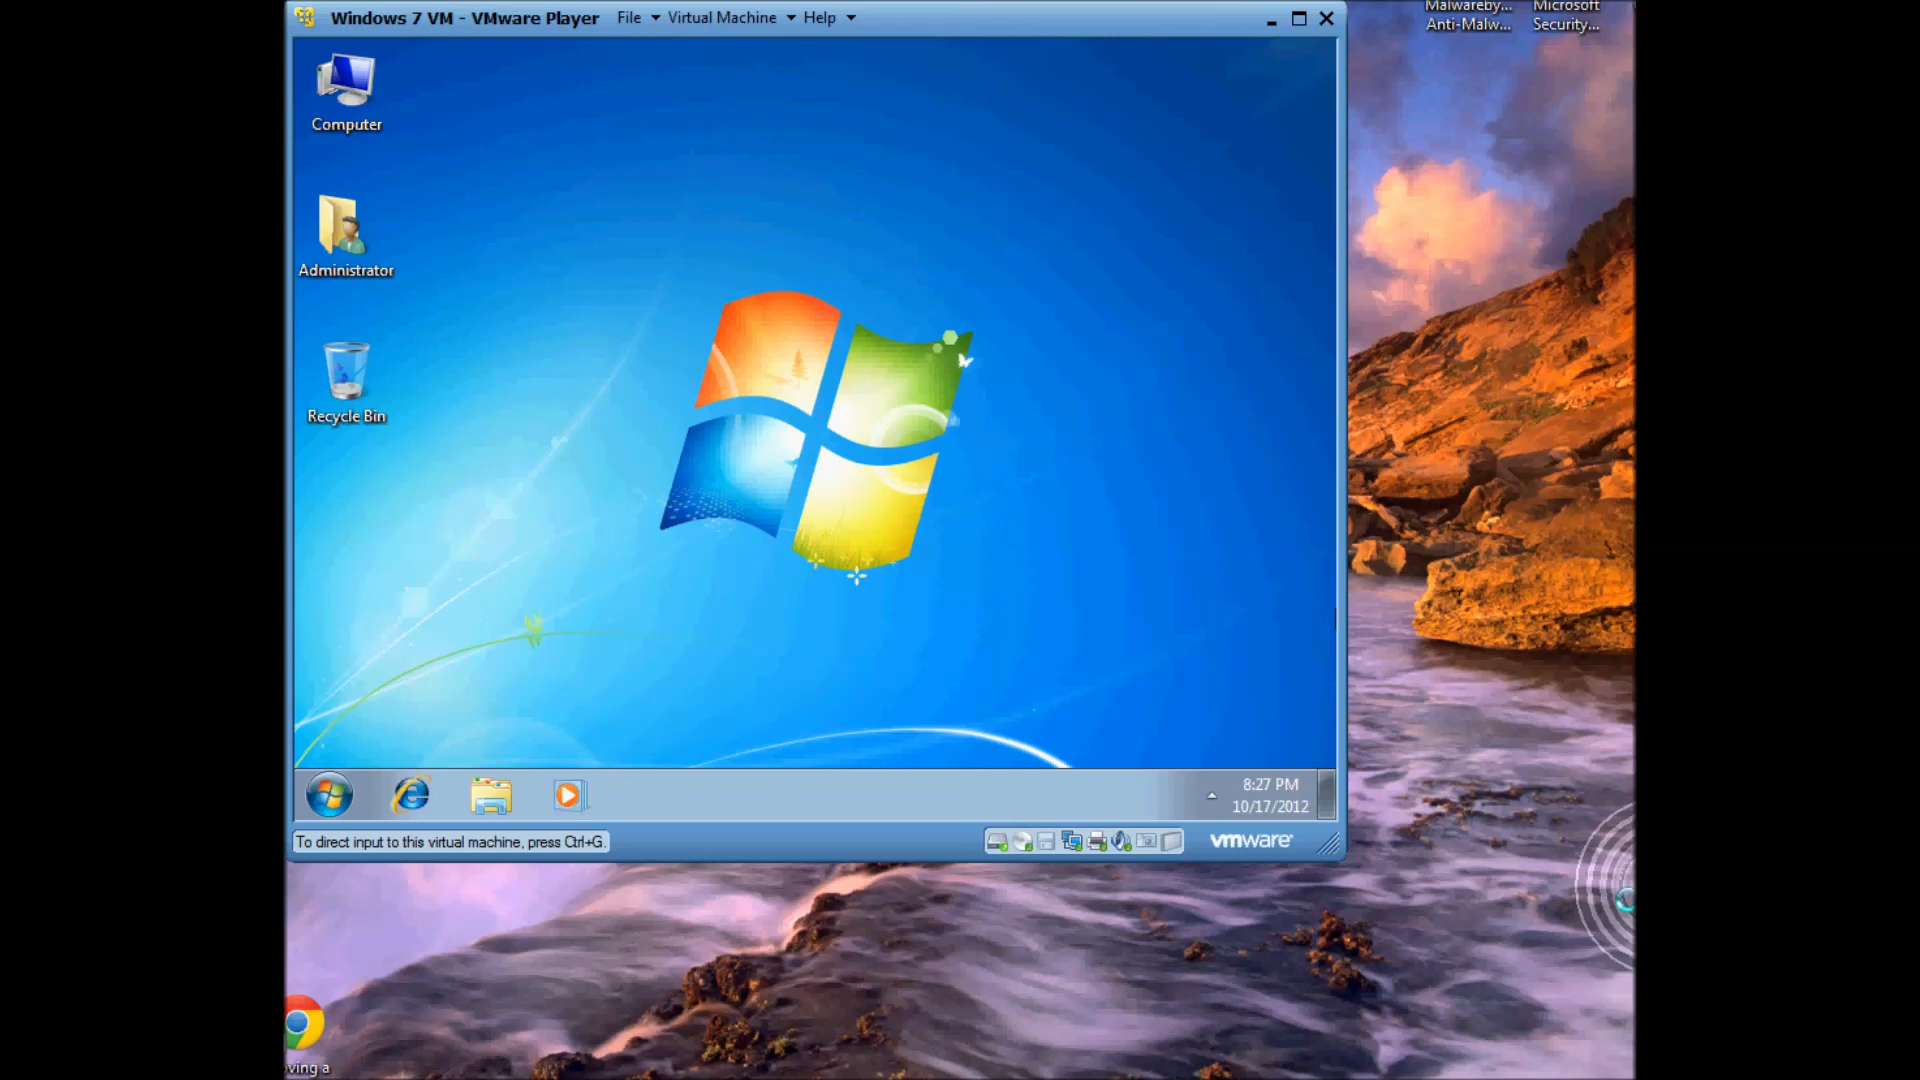 Windows 7 VM - VMware Player File Virtual Machine Help
Malwareby...
Anti-Malw...
Microsoft
Security...
Computer
Administrator
Recycle Bin
8:27 PM
10/17/2012
To direct input to this virtual machine, press Ctrl+G.
vmware
ving a